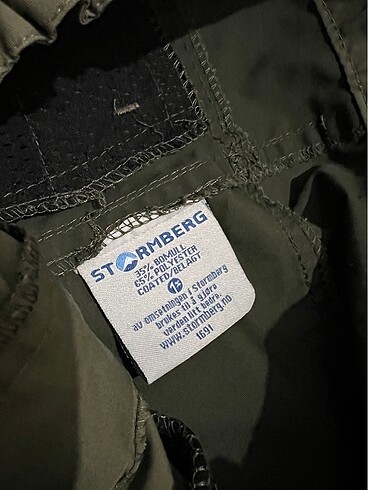 STORMBERG
35% BOMULL
65% POLYESTER
COATED/BELAGT
1%
av omsetningen i Stormberg
brukes til å gjøre
verden litt bedre.
www.stormberg.no
1691